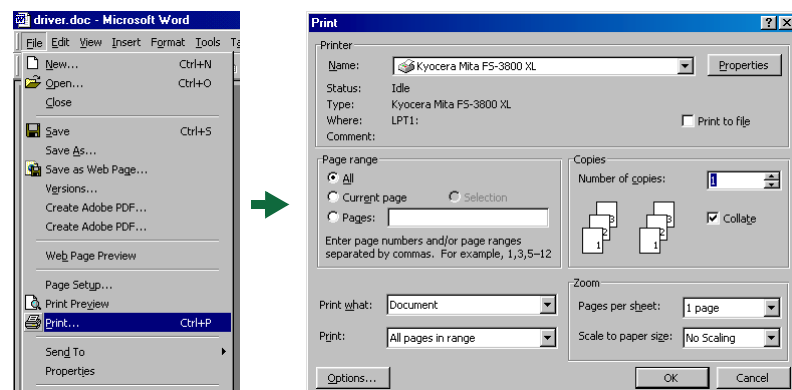 driver.doc - Microsoft Word
File Edit View Insert Format Tools
New... Ctrl+N
Open... Ctrl+O
Close
Save Ctrl+S
Save As...
Save as Web Page...
Versions...
Create Adobe PDF...
Create Adobe PDF...
Web Page Preview
Page Setup...
Print Preview
Print... Ctrl+P
Send To
Properties
Print
Printer
Name: Kyocera Mita FS-3800 XL Properties
Status: Idle
Type: Kyocera Mita FS-3800 XL
Where: LPT1: Print to file
Comment:
Page range
All
Current page Selection
Pages:
Enter page numbers and/or page ranges
separated by commas. For example, 1,3,5–12
Copies
Number of copies: 1
3 3 Collate
2 2
1 1
Print what: Document
Print: All pages in range
Zoom
Pages per sheet: 1 page
Scale to paper size: No Scaling
Options... OK Cancel